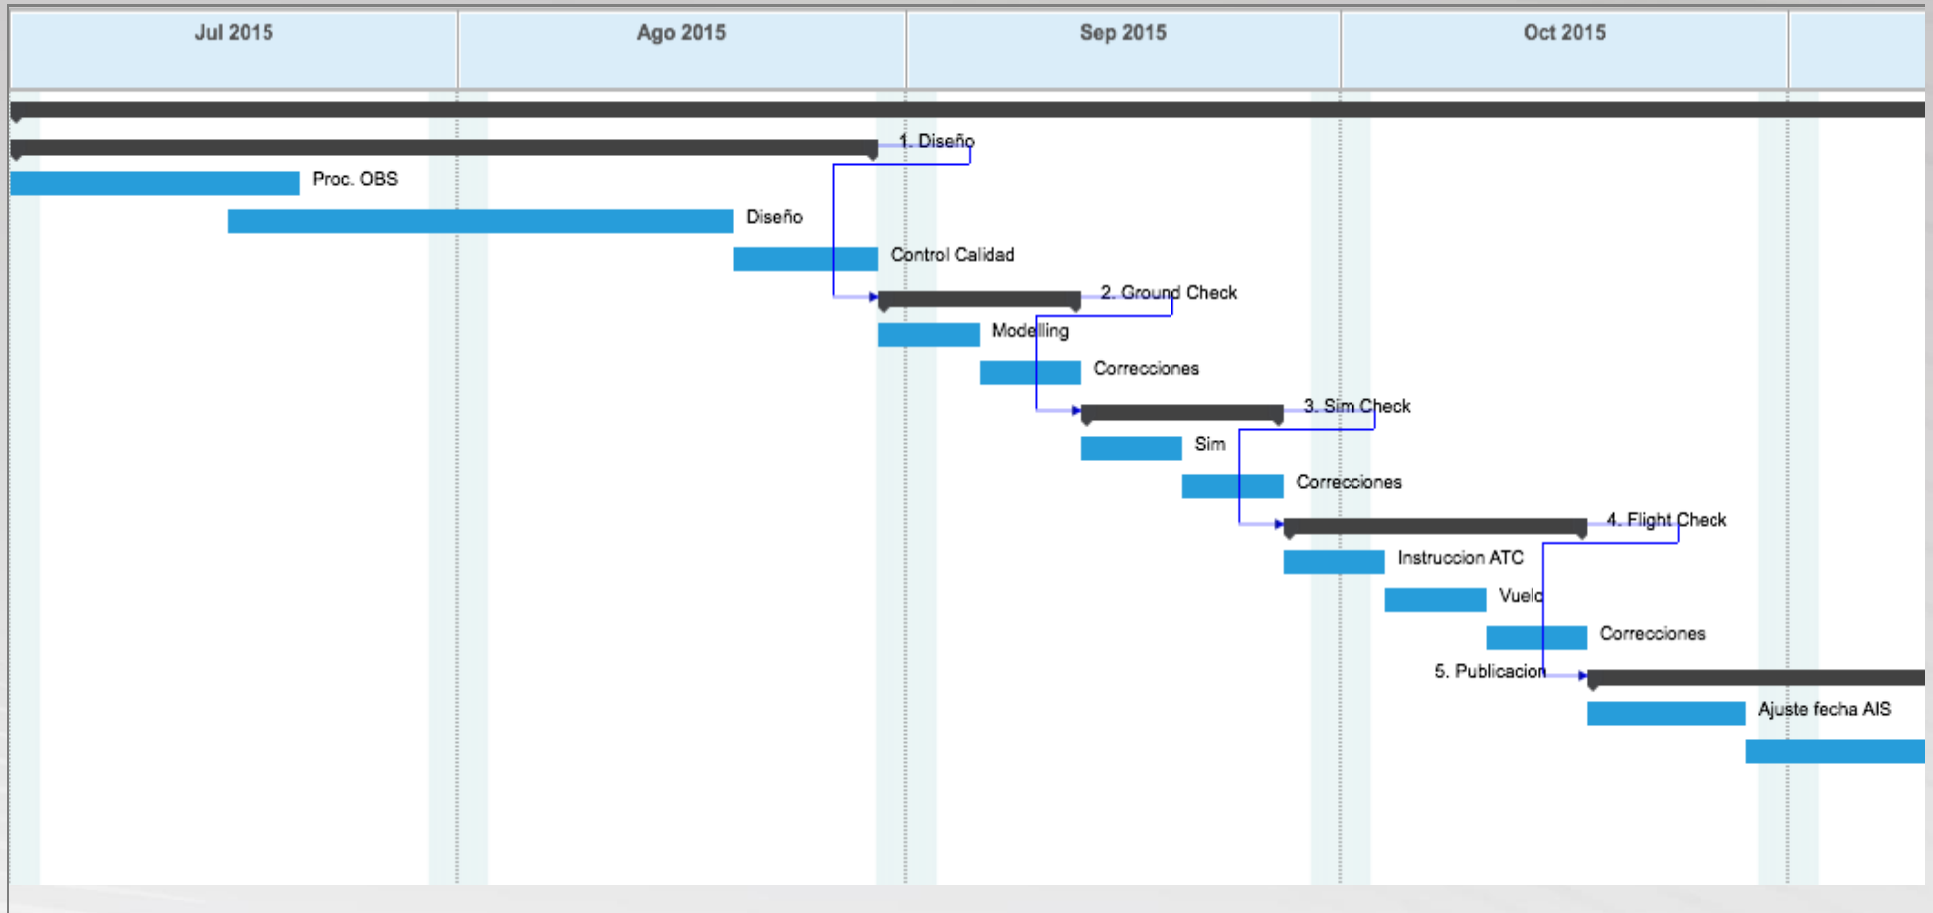 Jul 2015 Ago 2015 Sep 2015 Oct 2015
1. Diseño
Proc. OBS
Diseño
Control Calidad
2. Ground Check
Modelling
Correcciones
3. Sim Check
Sim
Correcciones
4. Flight Check
Instruccion ATC
Vuelo
Correcciones
5. Publicacion
Ajuste fecha AIS